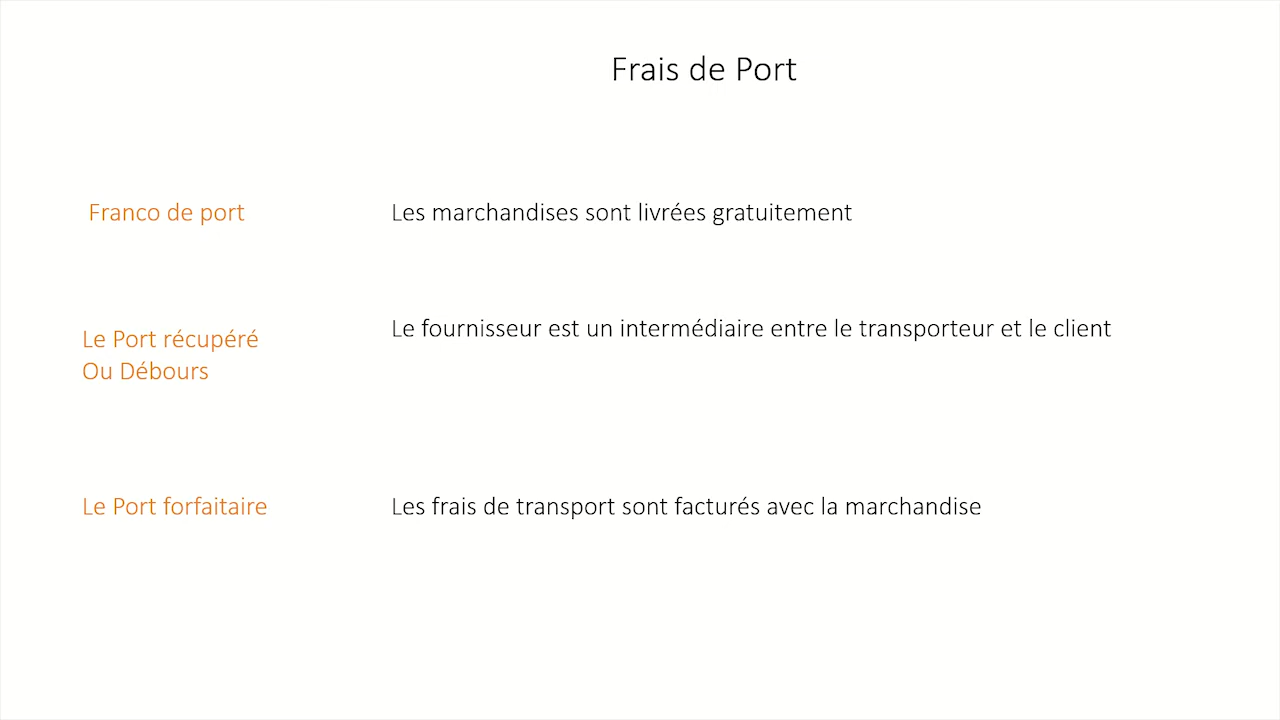 Frais de Port
Franco de port
Les marchandises sont livrées gratuitement
Le Port récupéré
Ou Débours
Le fournisseur est un intermédiaire entre le transporteur et le client
Le Port forfaitaire
Les frais de transport sont facturés avec la marchandise